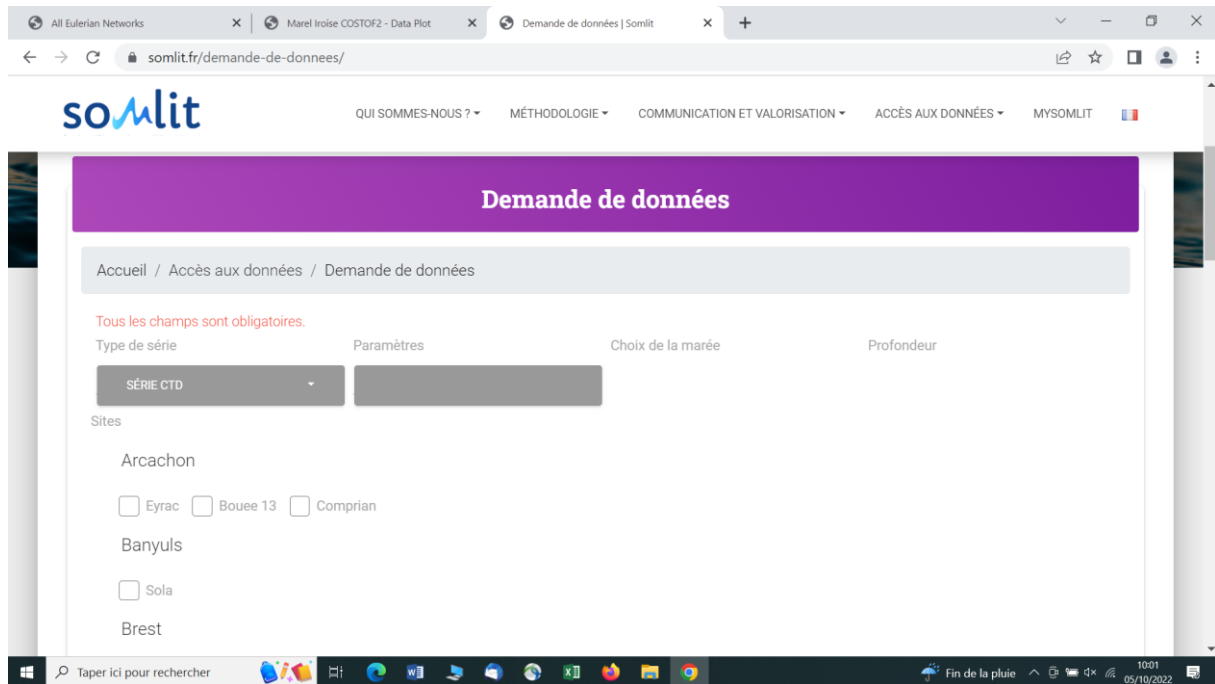 All Eulerian Networks
Marel Iroise COSTOF2 - Data Plot
Demande de données | Somlit
somlit.fr/demande-de-donnees/
somlit
QUI SOMMES-NOUS ?
MÉTHODOLOGIE
COMMUNICATION ET VALORISATION
ACCÈS AUX DONNÉES
MYSOMLIT
Demande de données
Accueil / Accès aux données / Demande de données
Tous les champs sont obligatoires.
Type de série
Paramètres
Choix de la marée
Profondeur
SÉRIE CTD
Sites
Arcachon
Eyrac
Bouee 13
Comprian
Banyuls
Sola
Brest
Taper ici pour rechercher
Fin de la pluie
10:01
05/10/2022